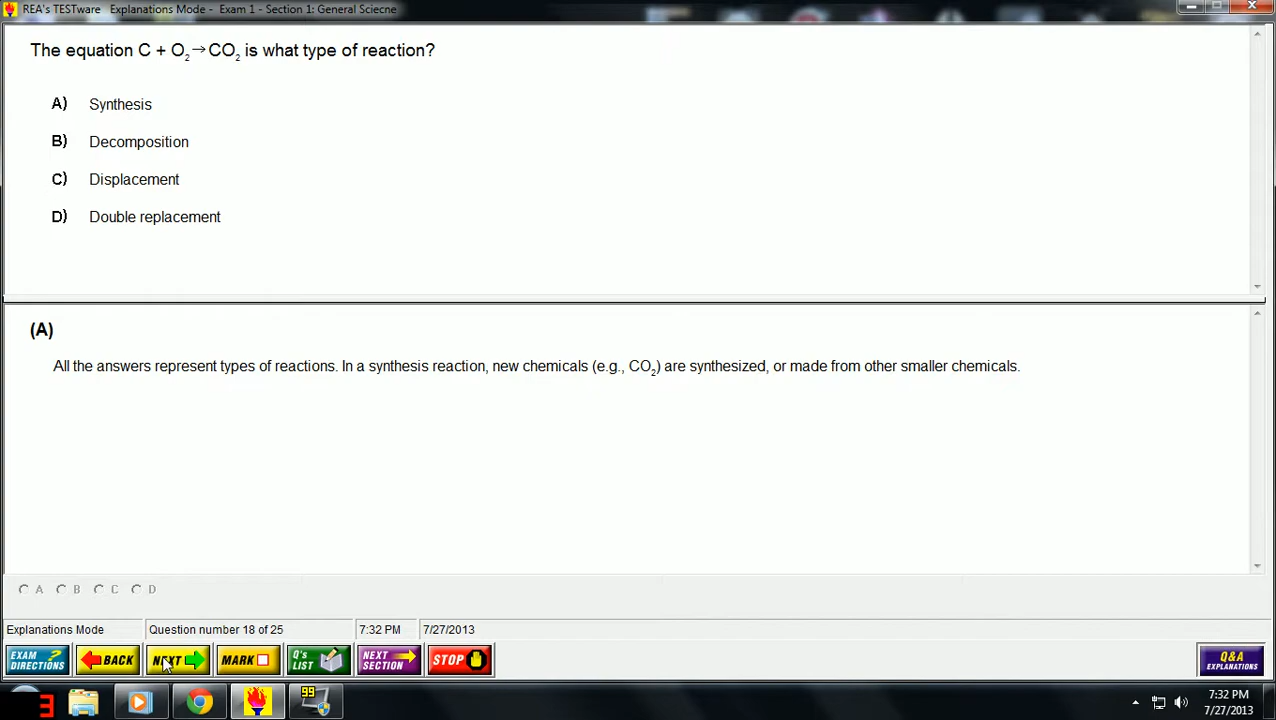 REA's TESTware Explanations Mode - Exam 1 - Section 1: General Sciecne
The equation C + O₂→CO₂ is what type of reaction?
A) Synthesis
B) Decomposition
C) Displacement
D) Double replacement
(A)
All the answers represent types of reactions. In a synthesis reaction, new chemicals (e.g., CO₂) are synthesized, or made from other smaller chemicals.
A B C D
Explanations Mode Question number 18 of 25 7:32 PM 7/27/2013
EXAM DIRECTIONS ? BACK NEXT MARK Q's LIST NEXT SECTION STOP Q&A EXPLANATIONS
3 99 7:32 PM
7/27/2013